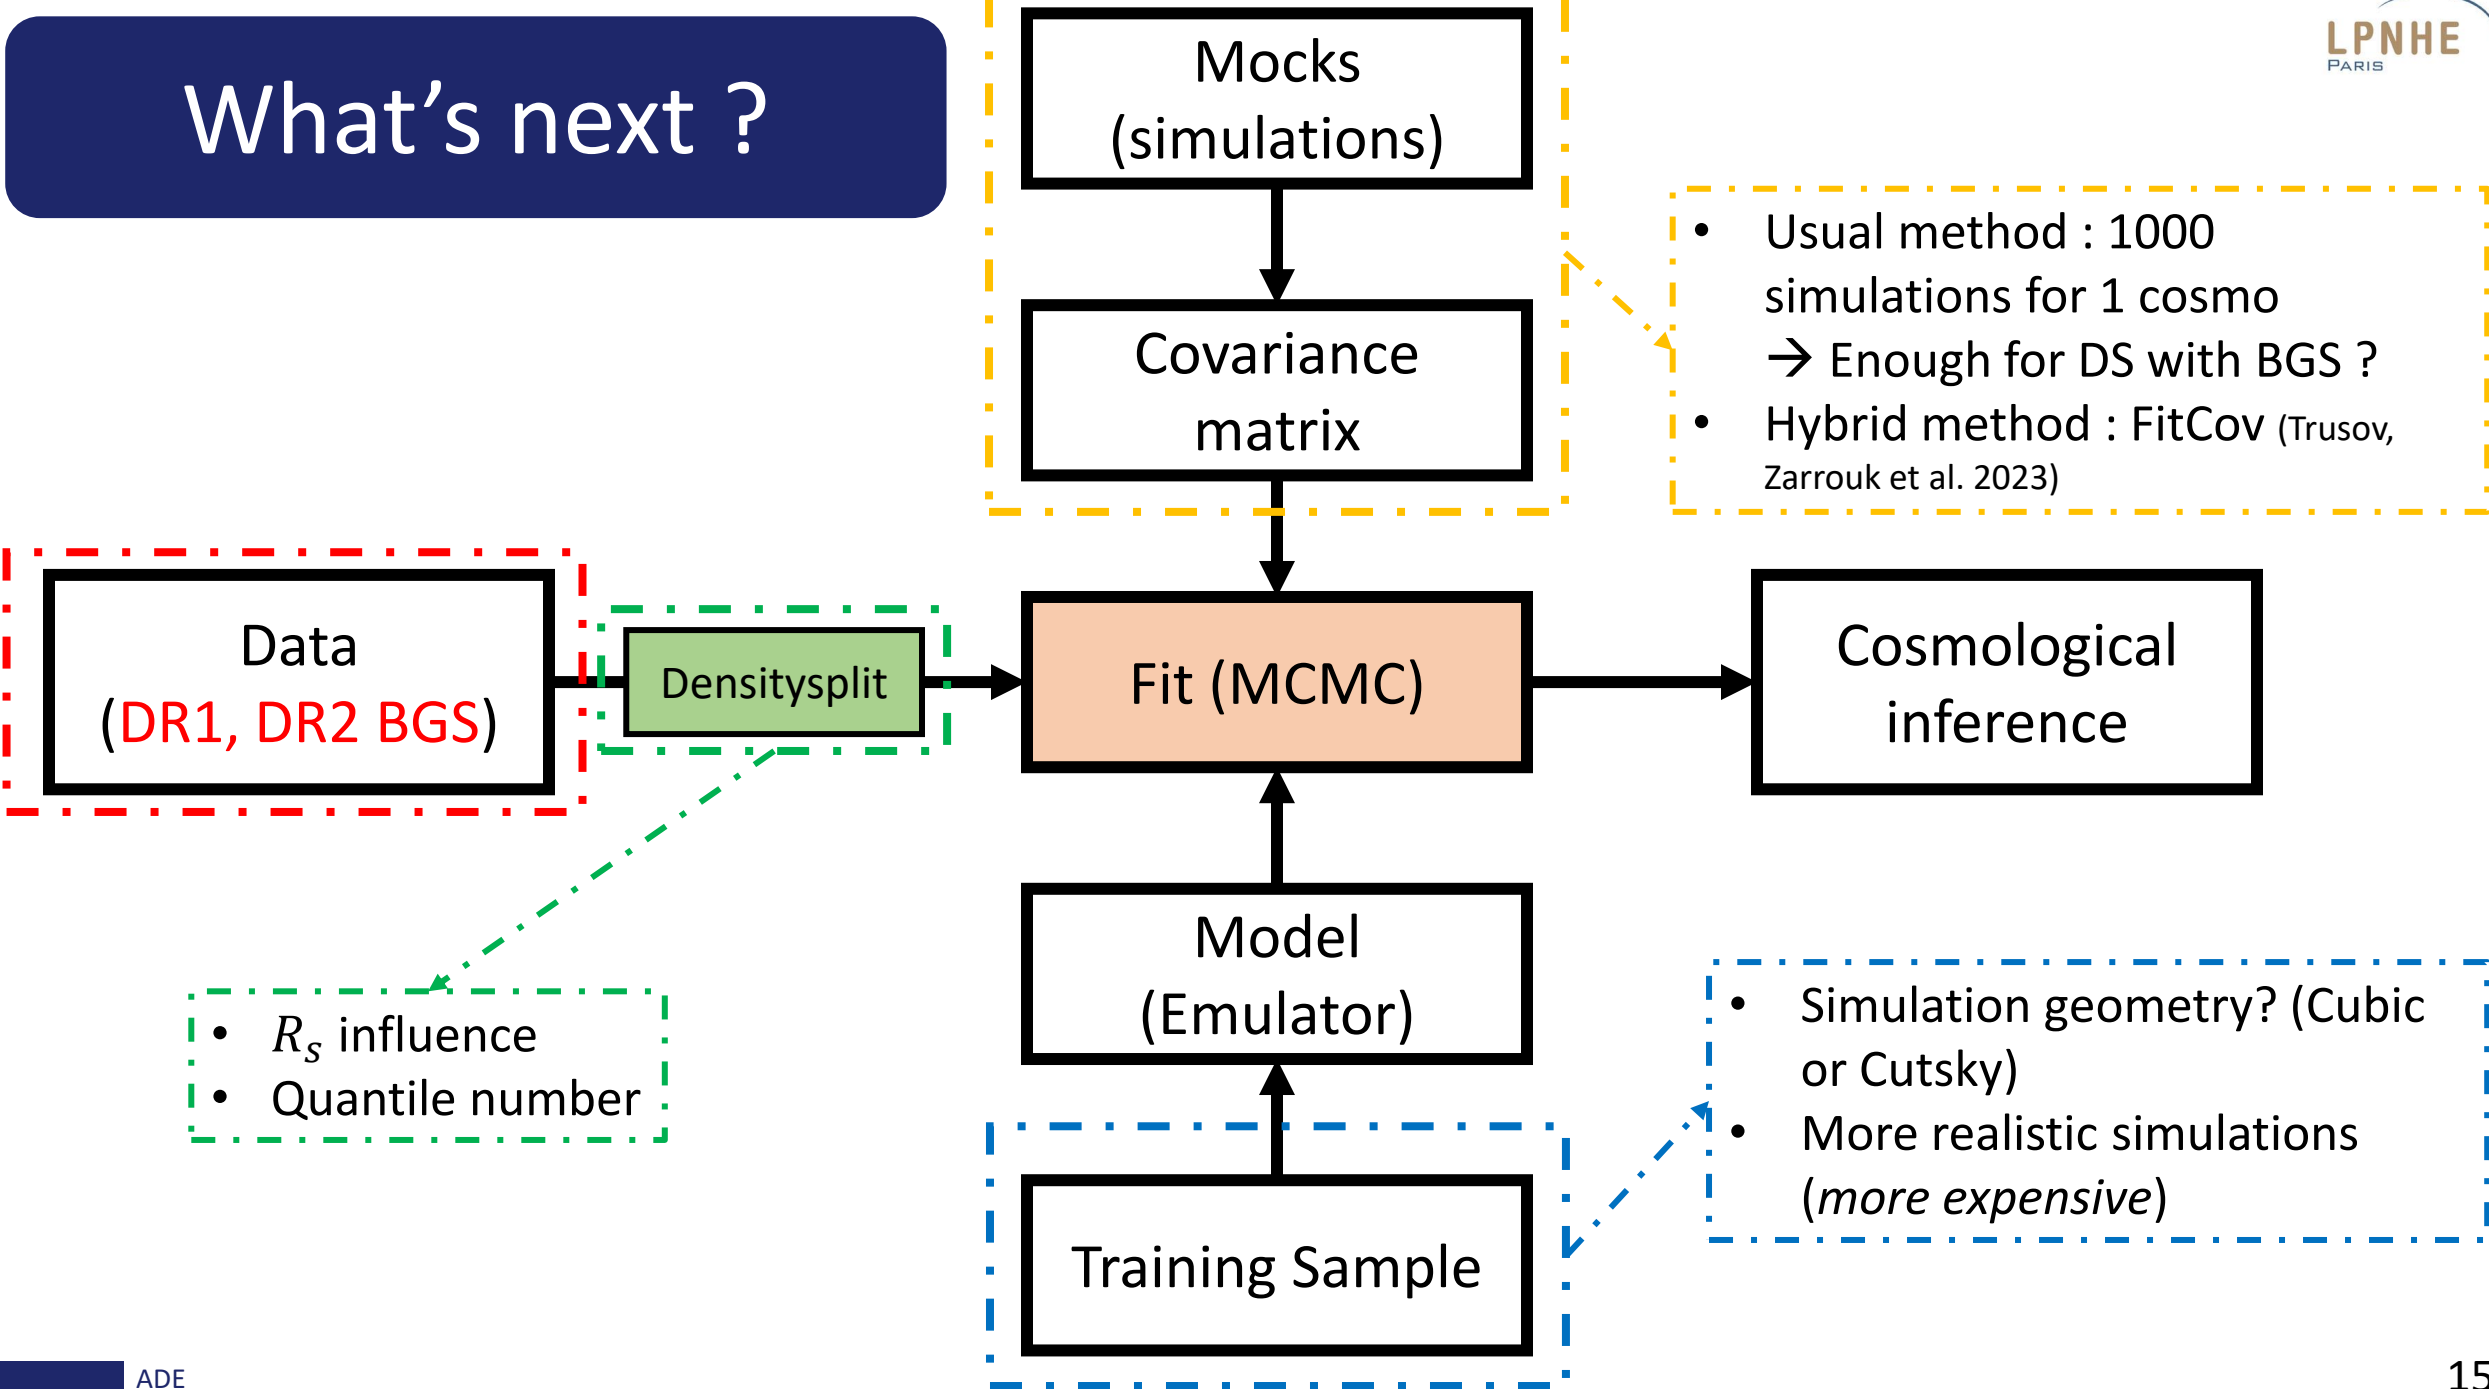 What's next ?
LPNHE
PARIS
Mocks
(simulations)
Covariance
matrix
• Usual method : 1000
simulations for 1 cosmo
→ Enough for DS with BGS ?
• Hybrid method : FitCov (Trusov,
Zarrouk et al. 2023)
Data
(DR1, DR2 BGS)
Densitysplit
Fit (MCMC)
Cosmological
inference
Model
(Emulator)
• R_s influence
• Quantile number
• Simulation geometry? (Cubic
or Cutsky)
• More realistic simulations
(more expensive)
Training Sample
ADE
15